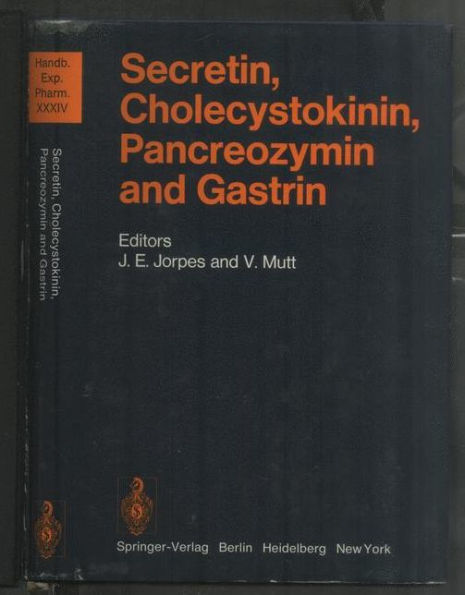 Handb.
Exp.
Pharm.
XXXIV
Secretin, Cholecystokinin,
Pancreozymin and Gastrin
Secretin,
Cholecystokinin,
Pancreozymin
and Gastrin
Editors
J. E. Jorpes and V. Mutt
Springer-Verlag Berlin Heidelberg New York